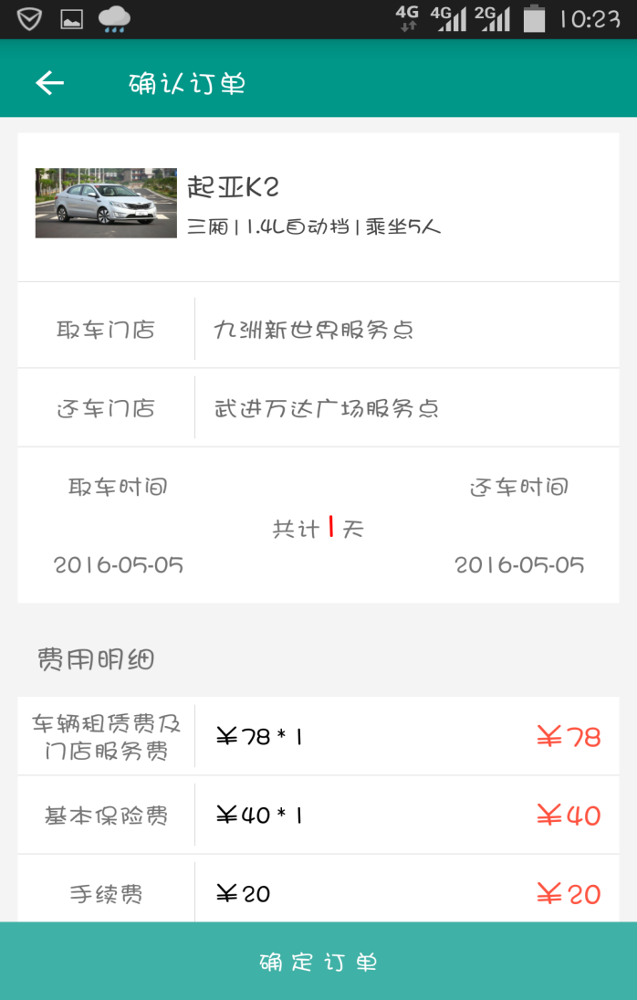 4G 4G 2G 10:23
确认订单
起亚K2
三厢|1.4L自动挡|乘坐5人
取车门店 九洲新世界服务点
还车门店 武进万达广场服务点
取车时间 还车时间
共计1天
2016-05-05 2016-05-05
费用明细
车辆租赁费及
门店服务费 ¥78*1 ¥78
基本保险费 ¥40*1 ¥40
手续费 ¥20 ¥20
确定订单